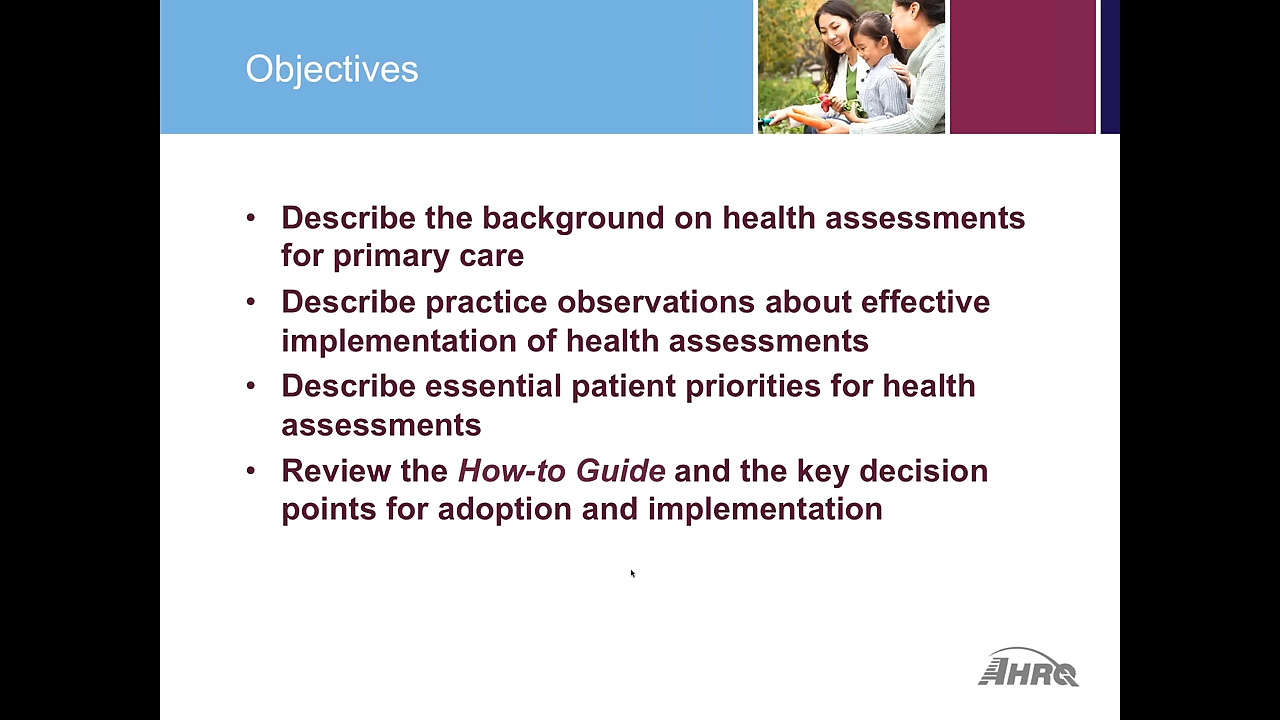 Objectives
• Describe the background on health assessments
for primary care
• Describe practice observations about effective
implementation of health assessments
• Describe essential patient priorities for health
assessments
• Review the How-to Guide and the key decision
points for adoption and implementation
AHRQ